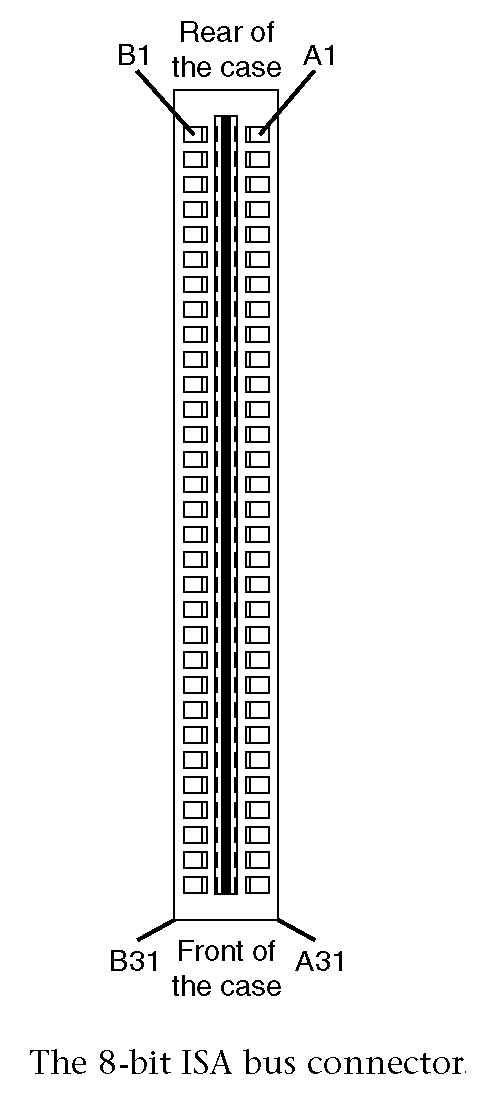 Rear of
the case
B1
A1
B31
Front of
the case
A31
The 8-bit ISA bus connector.